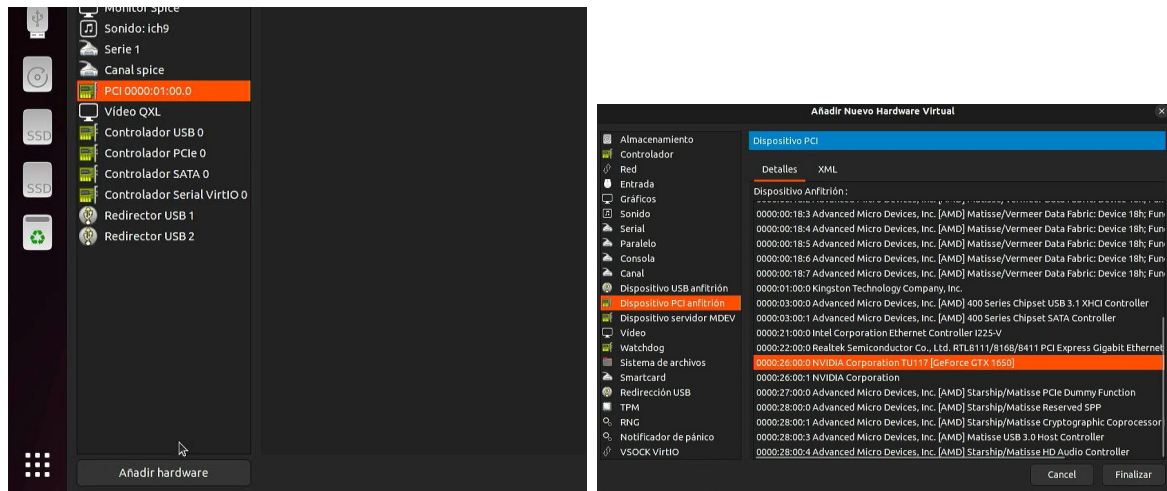 Monitor Spice
Sonido: ich9
Serie 1
Canal spice
PCI 0000:01:00.0
Vídeo QXL
Controlador USB 0
Controlador PCIe 0
Controlador SATA 0
Controlador Serial VirtIO 0
Redirector USB 1
Redirector USB 2
SSD
SSD
Añadir hardware
Añadir Nuevo Hardware Virtual
Almacenamiento
Controlador
Red
Entrada
Gráficos
Sonido
Serial
Paralelo
Consola
Canal
Dispositivo USB anfitrión
Dispositivo PCI anfitrión
Dispositivo servidor MDEV
Vídeo
Watchdog
Sistema de archivos
Smartcard
Redirección USB
TPM
RNG
Notificador de pánico
VSOCK VirtIO
Dispositivo PCI
Detalles XML
Dispositivo Anfitrión :
0000:00:18:3 Advanced Micro Devices, Inc. [AMD] Matisse/Vermeer Data Fabric: Device 18h; Fun
0000:00:18:4 Advanced Micro Devices, Inc. [AMD] Matisse/Vermeer Data Fabric: Device 18h; Fun
0000:00:18:5 Advanced Micro Devices, Inc. [AMD] Matisse/Vermeer Data Fabric: Device 18h; Fun
0000:00:18:6 Advanced Micro Devices, Inc. [AMD] Matisse/Vermeer Data Fabric: Device 18h; Fun
0000:00:18:7 Advanced Micro Devices, Inc. [AMD] Matisse/Vermeer Data Fabric: Device 18h; Fun
0000:01:00:0 Kingston Technology Company, Inc.
0000:03:00:0 Advanced Micro Devices, Inc. [AMD] 400 Series Chipset USB 3.1 XHCI Controller
0000:03:00:1 Advanced Micro Devices, Inc. [AMD] 400 Series Chipset SATA Controller
0000:21:00:0 Intel Corporation Ethernet Controller I225-V
0000:22:00:0 Realtek Semiconductor Co., Ltd. RTL8111/8168/8411 PCI Express Gigabit Ethernet
0000:26:00:0 NVIDIA Corporation TU117 [GeForce GTX 1650]
0000:26:00:1 NVIDIA Corporation
0000:27:00:0 Advanced Micro Devices, Inc. [AMD] Starship/Matisse PCIe Dummy Function
0000:28:00:0 Advanced Micro Devices, Inc. [AMD] Starship/Matisse Reserved SPP
0000:28:00:1 Advanced Micro Devices, Inc. [AMD] Starship/Matisse Cryptographic Coprocessor
0000:28:00:3 Advanced Micro Devices, Inc. [AMD] Matisse USB 3.0 Host Controller
0000:28:00:4 Advanced Micro Devices, Inc. [AMD] Starship/Matisse HD Audio Controller
Cancel Finalizar